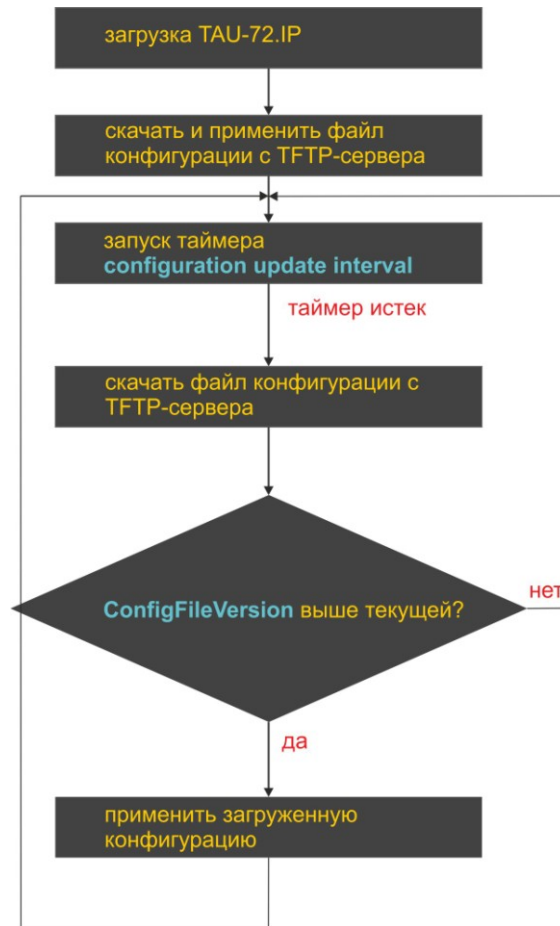 загрузка TAU-72.IP
скачать и применить файл
конфигурации с TFTP-сервера
запуск таймера
configuration update interval
таймер истек
скачать файл конфигурации с
TFTP-сервера
ConfigFileVersion выше текущей?
нет
да
применить загруженную
конфигурацию